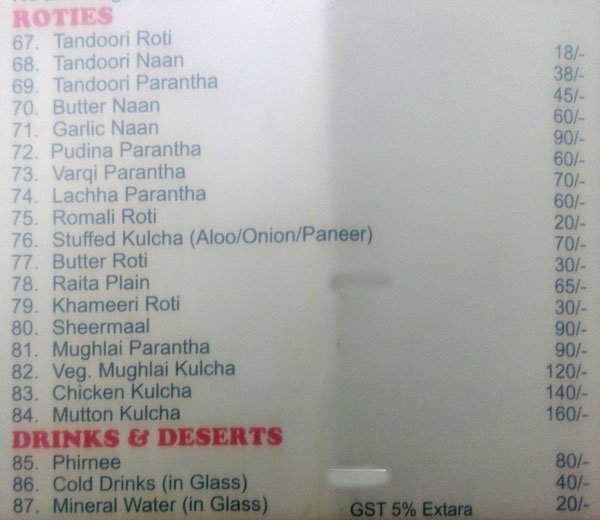 ROTIES
67. Tandoori Roti 18/-
68. Tandoori Naan 38/-
69. Tandoori Parantha 45/-
70. Butter Naan 60/-
71. Garlic Naan 90/-
72. Pudina Parantha 60/-
73. Varqi Parantha 70/-
74. Lachha Parantha 60/-
75. Romali Roti 20/-
76. Stuffed Kulcha (Aloo/Onion/Paneer) 70/-
77. Butter Roti 30/-
78. Raita Plain 65/-
79. Khameeri Roti 30/-
80. Sheermaal 90/-
81. Mughlai Parantha 90/-
82. Veg. Mughlai Kulcha 120/-
83. Chicken Kulcha 140/-
84. Mutton Kulcha 160/-
DRINKS & DESERTS
85. Phirnee 80/-
86. Cold Drinks (in Glass) 40/-
87. Mineral Water (in Glass) 20/-
GST 5% Extara